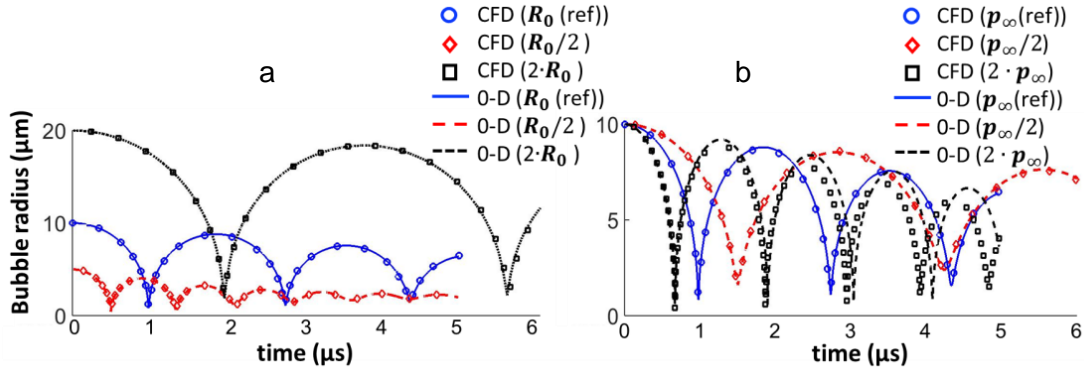 CFD (R₀ (ref))
CFD (R₀/2)
CFD (2·R₀ )
0-D (R₀ (ref))
0-D (R₀/2)
0-D (2·R₀ )
a
Bubble radius (μm)
20
10
0
0 1 2 3 4 5 6
time (μs)
CFD (p∞(ref))
CFD (p∞/2)
CFD (2 · p∞)
0-D (p∞(ref))
0-D (p∞/2)
0-D (2 · p∞)
b
10
5
0
0 1 2 3 4 5 6
time (μs)